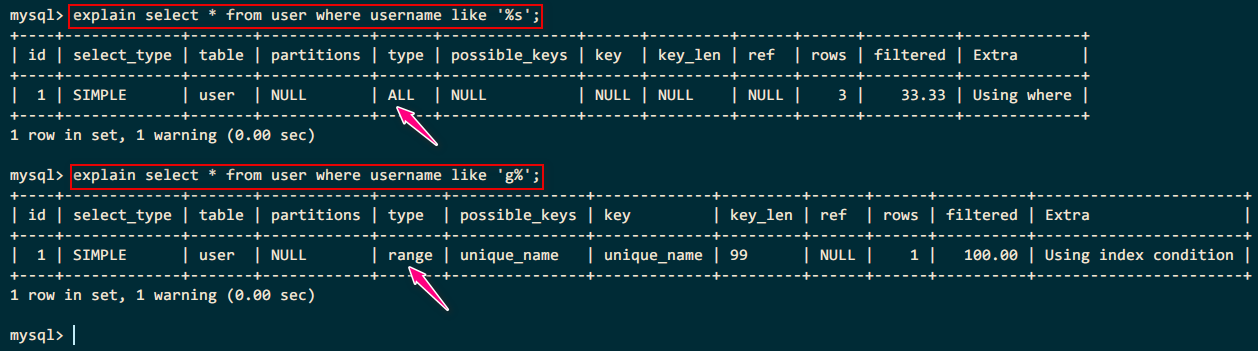 mysql> explain select * from user where username like '%s';
+----+-------------+-------+------------+------+---------------+------+---------+------+------+----------+-------------+
| id | select_type | table | partitions | type | possible_keys | key  | key_len | ref  | rows | filtered | Extra       |
+----+-------------+-------+------------+------+---------------+------+---------+------+------+----------+-------------+
|  1 | SIMPLE      | user  | NULL       | ALL  | NULL          | NULL | NULL    | NULL |    3 |    33.33 | Using where |
+----+-------------+-------+------------+------+---------------+------+---------+------+------+----------+-------------+
1 row in set, 1 warning (0.00 sec)
mysql> explain select * from user where username like 'g%';
+----+-------------+-------+------------+-------+---------------+-------------+---------+------+------+----------+-----------------------+
| id | select_type | table | partitions | type  | possible_keys | key         | key_len | ref  | rows | filtered | Extra                 |
+----+-------------+-------+------------+-------+---------------+-------------+---------+------+------+----------+-----------------------+
|  1 | SIMPLE      | user  | NULL       | range | unique_name   | unique_name | 99      | NULL |    1 |   100.00 | Using index condition |
+----+-------------+-------+------------+-------+---------------+-------------+---------+------+------+----------+-----------------------+
1 row in set, 1 warning (0.00 sec)
mysql>